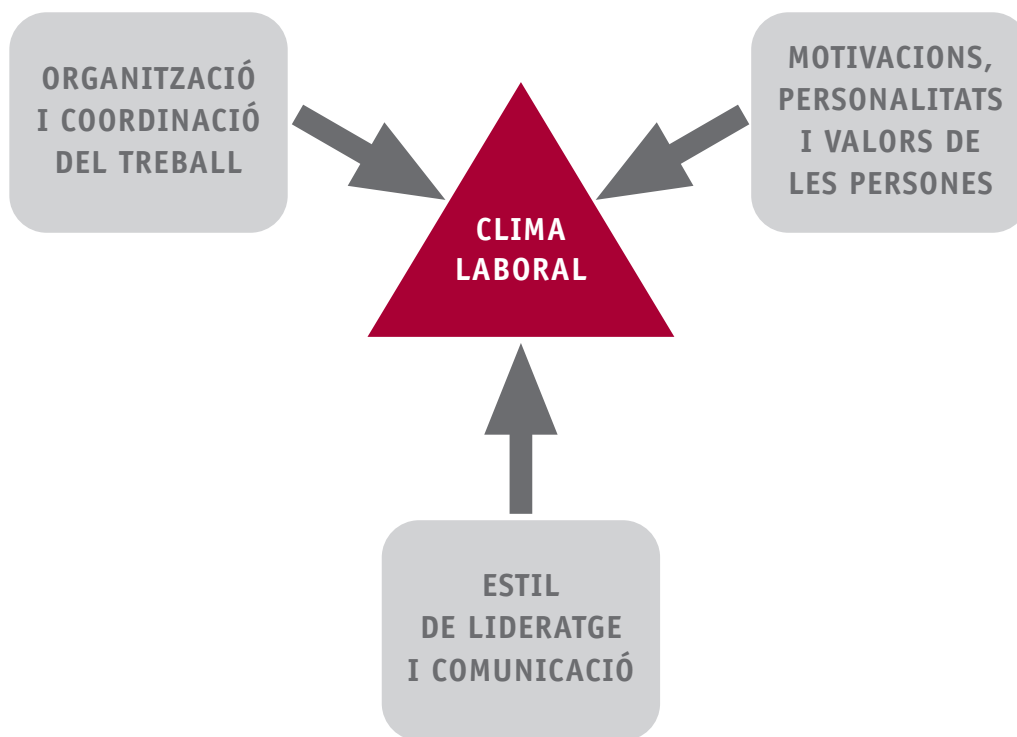 ORGANITZACIÓ
I COORDINACIÓ
DEL TREBALL
MOTIVACIONS,
PERSONALITATS
I VALORS DE
LES PERSONES
CLIMA
LABORAL
ESTIL
DE LIDERATGE
I COMUNICACIÓ